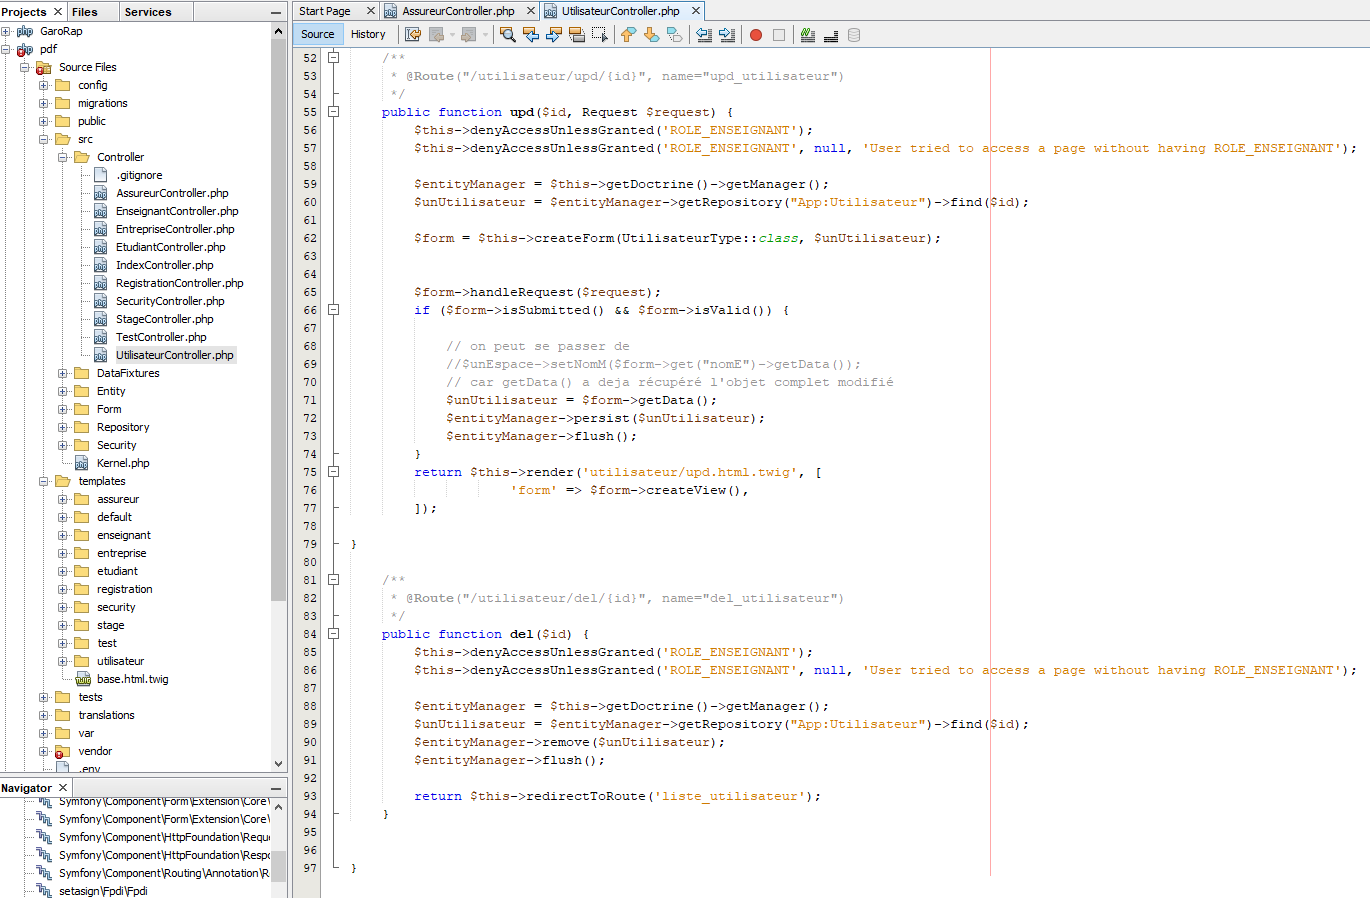 Projects
Files
Services
GaroRap
pdf
Source Files
config
migrations
public
src
Controller
.gitignore
AssureurController.php
EnseignantController.php
EntrepriseController.php
EtudiantController.php
IndexController.php
RegistrationController.php
SecurityController.php
StageController.php
TestController.php
UtilisateurController.php
DataFixtures
Entity
Form
Repository
Security
Kernel.php
templates
assureur
default
enseignant
entreprise
etudiant
registration
security
stage
test
utilisateur
base.html.twig
tests
translations
var
vendor
.env
Navigator
Symfony\Component\Form\Extension\Core\
Symfony\Component\Form\Extension\Core\
Symfony\Component\HttpFoundation\Reque
Symfony\Component\HttpFoundation\Respo
Symfony\Component\Routing\Annotation\R
setasign\Fpdi\Fpdi
Start Page
AssureurController.php
UtilisateurController.php
Source
History
52 /**
53 * @Route("/utilisateur/upd/{id}", name="upd_utilisateur")
54 */
55 public function upd($id, Request $request) {
56 $this->denyAccessUnlessGranted('ROLE_ENSEIGNANT');
57 $this->denyAccessUnlessGranted('ROLE_ENSEIGNANT', null, 'User tried to access a page without having ROLE_ENSEIGNANT');
58
59 $entityManager = $this->getDoctrine()->getManager();
60 $unUtilisateur = $entityManager->getRepository("App:Utilisateur")->find($id);
61
62 $form = $this->createForm(UtilisateurType::class, $unUtilisateur);
63
64
65 $form->handleRequest($request);
66 if ($form->isSubmitted() && $form->isValid()) {
67
68 // on peut se passer de
69 //$unEspace->setNomM($form->get("nomE")->getData());
70 // car getData() a deja récupéré l'objet complet modifié
71 $unUtilisateur = $form->getData();
72 $entityManager->persist($unUtilisateur);
73 $entityManager->flush();
74 }
75 return $this->render('utilisateur/upd.html.twig', [
76 'form' => $form->createView(),
77 ]);
78
79 }
80
81 /**
82 * @Route("/utilisateur/del/{id}", name="del_utilisateur")
83 */
84 public function del($id) {
85 $this->denyAccessUnlessGranted('ROLE_ENSEIGNANT');
86 $this->denyAccessUnlessGranted('ROLE_ENSEIGNANT', null, 'User tried to access a page without having ROLE_ENSEIGNANT');
87
88 $entityManager = $this->getDoctrine()->getManager();
89 $unUtilisateur = $entityManager->getRepository("App:Utilisateur")->find($id);
90 $entityManager->remove($unUtilisateur);
91 $entityManager->flush();
92
93 return $this->redirectToRoute('liste_utilisateur');
94 }
95
96
97 }